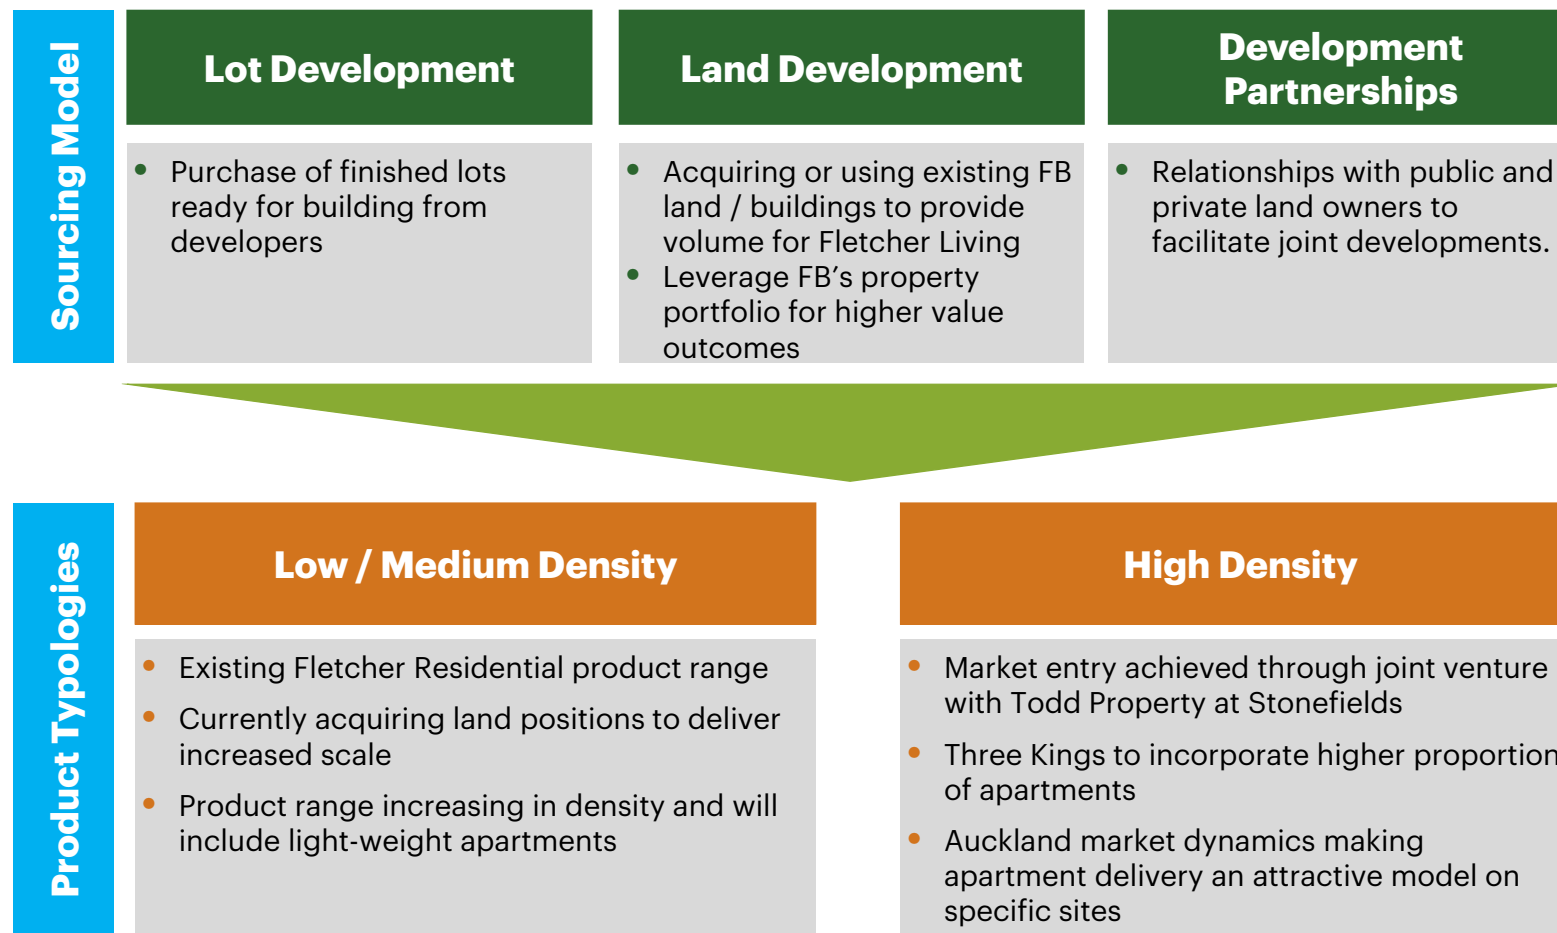 Sourcing Model
Lot Development
• Purchase of finished lots
ready for building from
developers
Land Development
• Acquiring or using existing FB
land / buildings to provide
volume for Fletcher Living
• Leverage FB's property
portfolio for higher value
outcomes
Development
Partnerships
• Relationships with public and
private land owners to
facilitate joint developments.
Product Typologies
Low / Medium Density
• Existing Fletcher Residential product range
• Currently acquiring land positions to deliver
increased scale
• Product range increasing in density and will
include light-weight apartments
High Density
• Market entry achieved through joint venture
with Todd Property at Stonefields
• Three Kings to incorporate higher proportion
of apartments
• Auckland market dynamics making
apartment delivery an attractive model on
specific sites